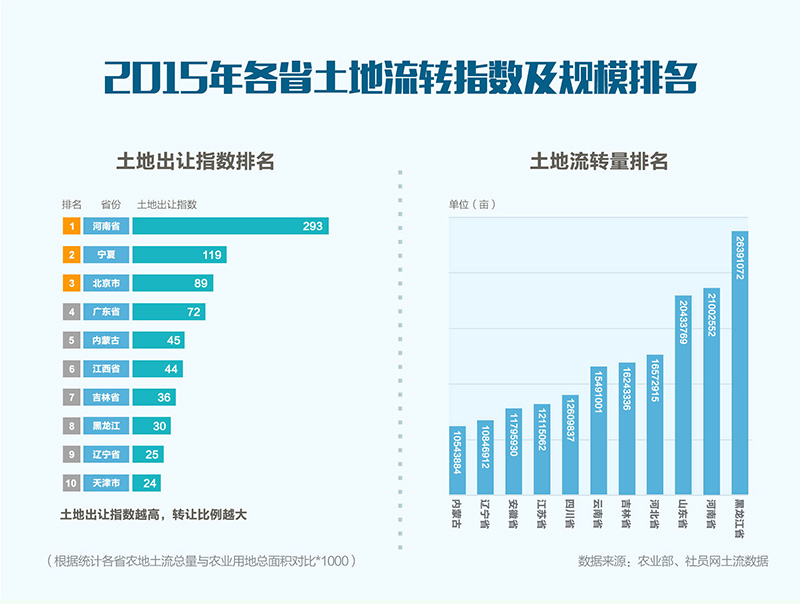 2015年各省土地流转指数及规模排名
土地出让指数排名
排名 省份 土地出让指数
1 河南省 293
2 宁夏 119
3 北京市 89
4 广东省 72
5 内蒙古 45
6 江西省 44
7 吉林省 36
8 黑龙江 30
9 辽宁省 25
10 天津市 24
土地出让指数越高，转让比例越大
（根据统计各省农地土流总量与农业用地总面积对比*1000）
土地流转量排名
单位（亩）
10543884
10846912
11795930
12115062
12609837
15491001
16243336
16572915
20433769
21002552
26391072
内蒙古
辽宁省
安徽省
江苏省
四川省
云南省
吉林省
河北省
山东省
河南省
黑龙江省
数据来源：农业部、社员网土流数据